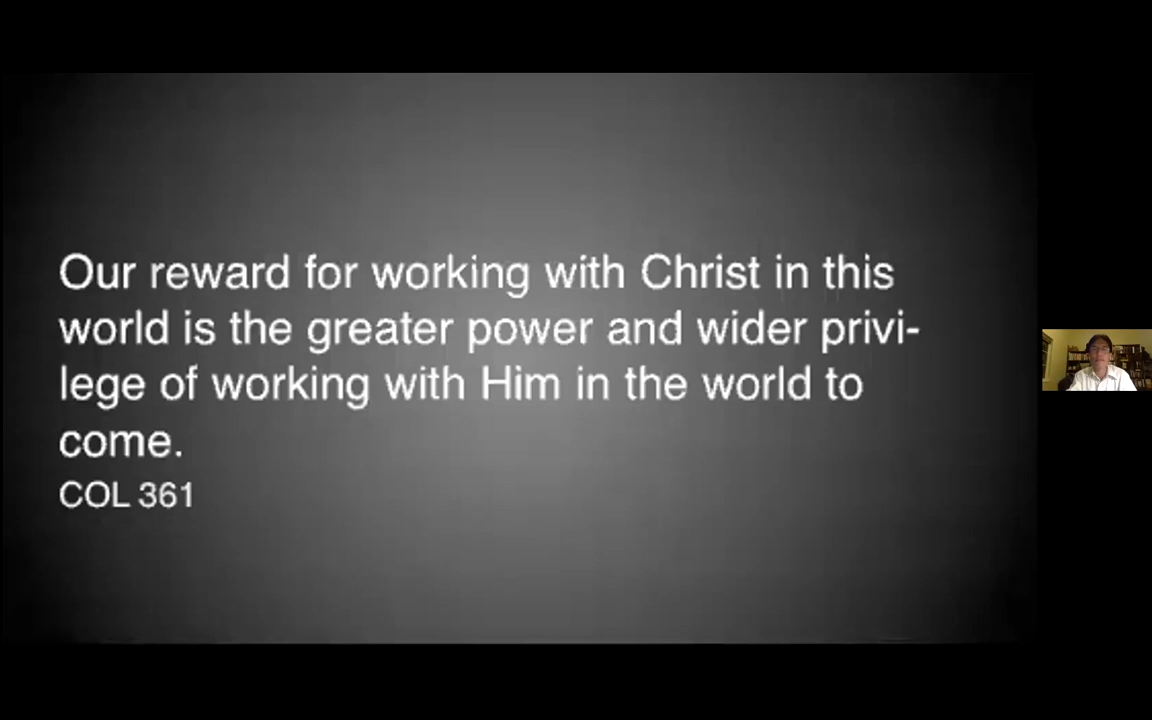 Our reward for working with Christ in this
world is the greater power and wider privi-
lege of working with Him in the world to
come.
COL 361